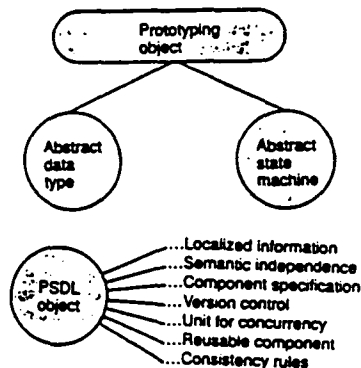 Prototyping
object
Abstract
data
type
Abstract
state
machine
PSDL
object
...Localized information
...Semantic independence
...Component specification
...Version control
...Unit for concurrency
...Reusable component
...Consistency rules